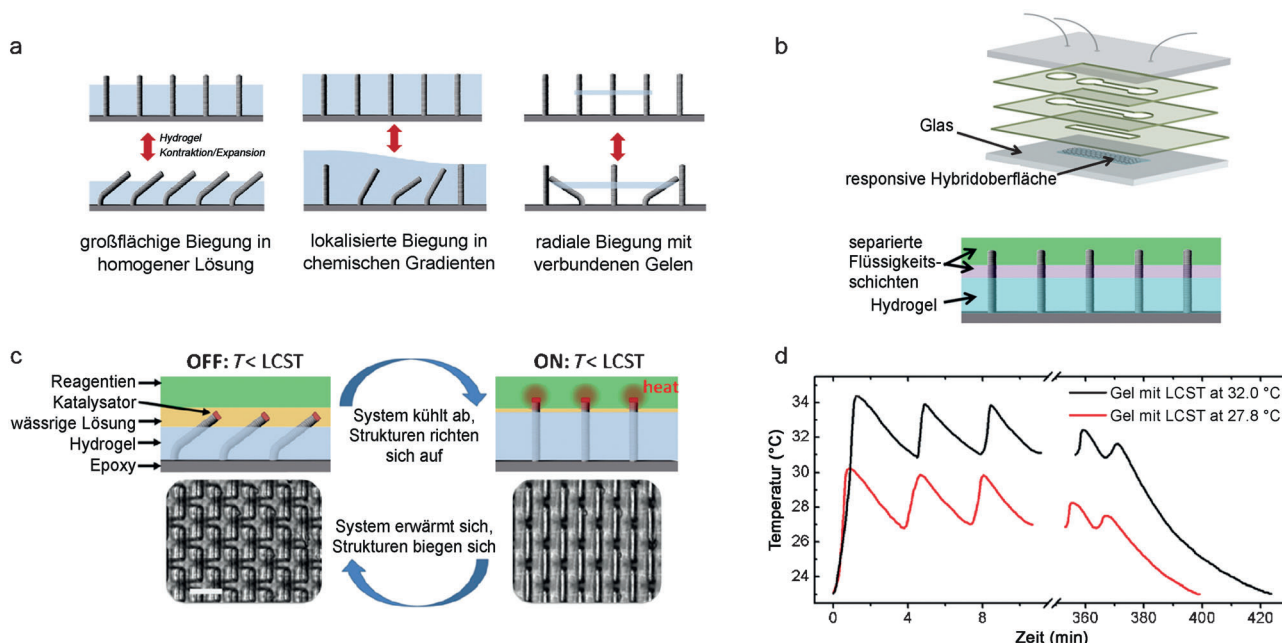 a
Hydrogel
Kontraktion/Expansion
großflächige Biegung in
homogener Lösung
lokalisierte Biegung in
chemischen Gradienten
radiale Biegung mit
verbundenen Gelen
b
Glas
responsive Hybridoberfläche
separierte
Flüssigkeits-
schichten
Hydrogel
c
OFF: T< LCST
Reagentien
Katalysator
wässrige Lösung
Hydrogel
Epoxy
System kühlt ab,
Strukturen richten
sich auf
ON: T< LCST
heat
System erwärmt sich,
Strukturen biegen sich
d
Gel mit LCST at 32.0 °C
Gel mit LCST at 27.8 °C
Temperatur (°C)
34
32
30
28
26
24
0 4 8 360 380 400 420
Zeit (min)